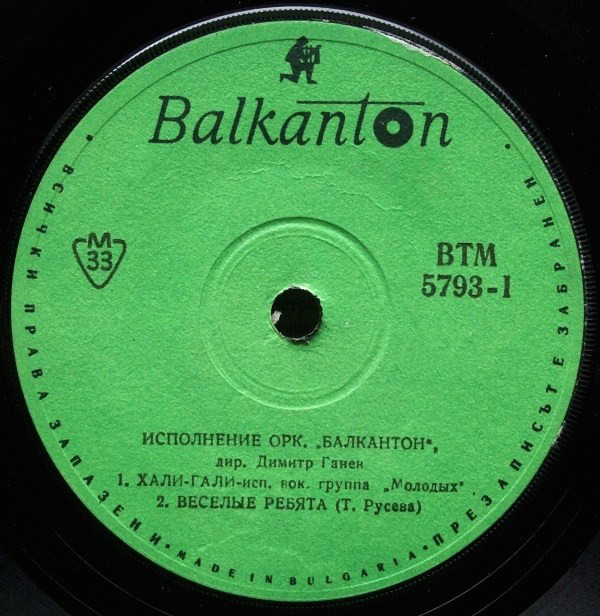 Balkanton
M
33
BTM
5793-1
ИСПОЛНЕНИЕ ОРК. „БАЛКАНТОН“,
дир. Димитр Ганев
1. ХАЛИ-ГАЛИ-исп. вок. группа „Молодых“
2. ВЕСЕЛЫЕ РЕБЯТА (Т. Русева)
• ВСИЧКИ ПРАВА ЗАПАЗЕНИ • MADE IN BULGARIA • ПРЕЗАПИСЪТ Е ЗАБРАНЕН •